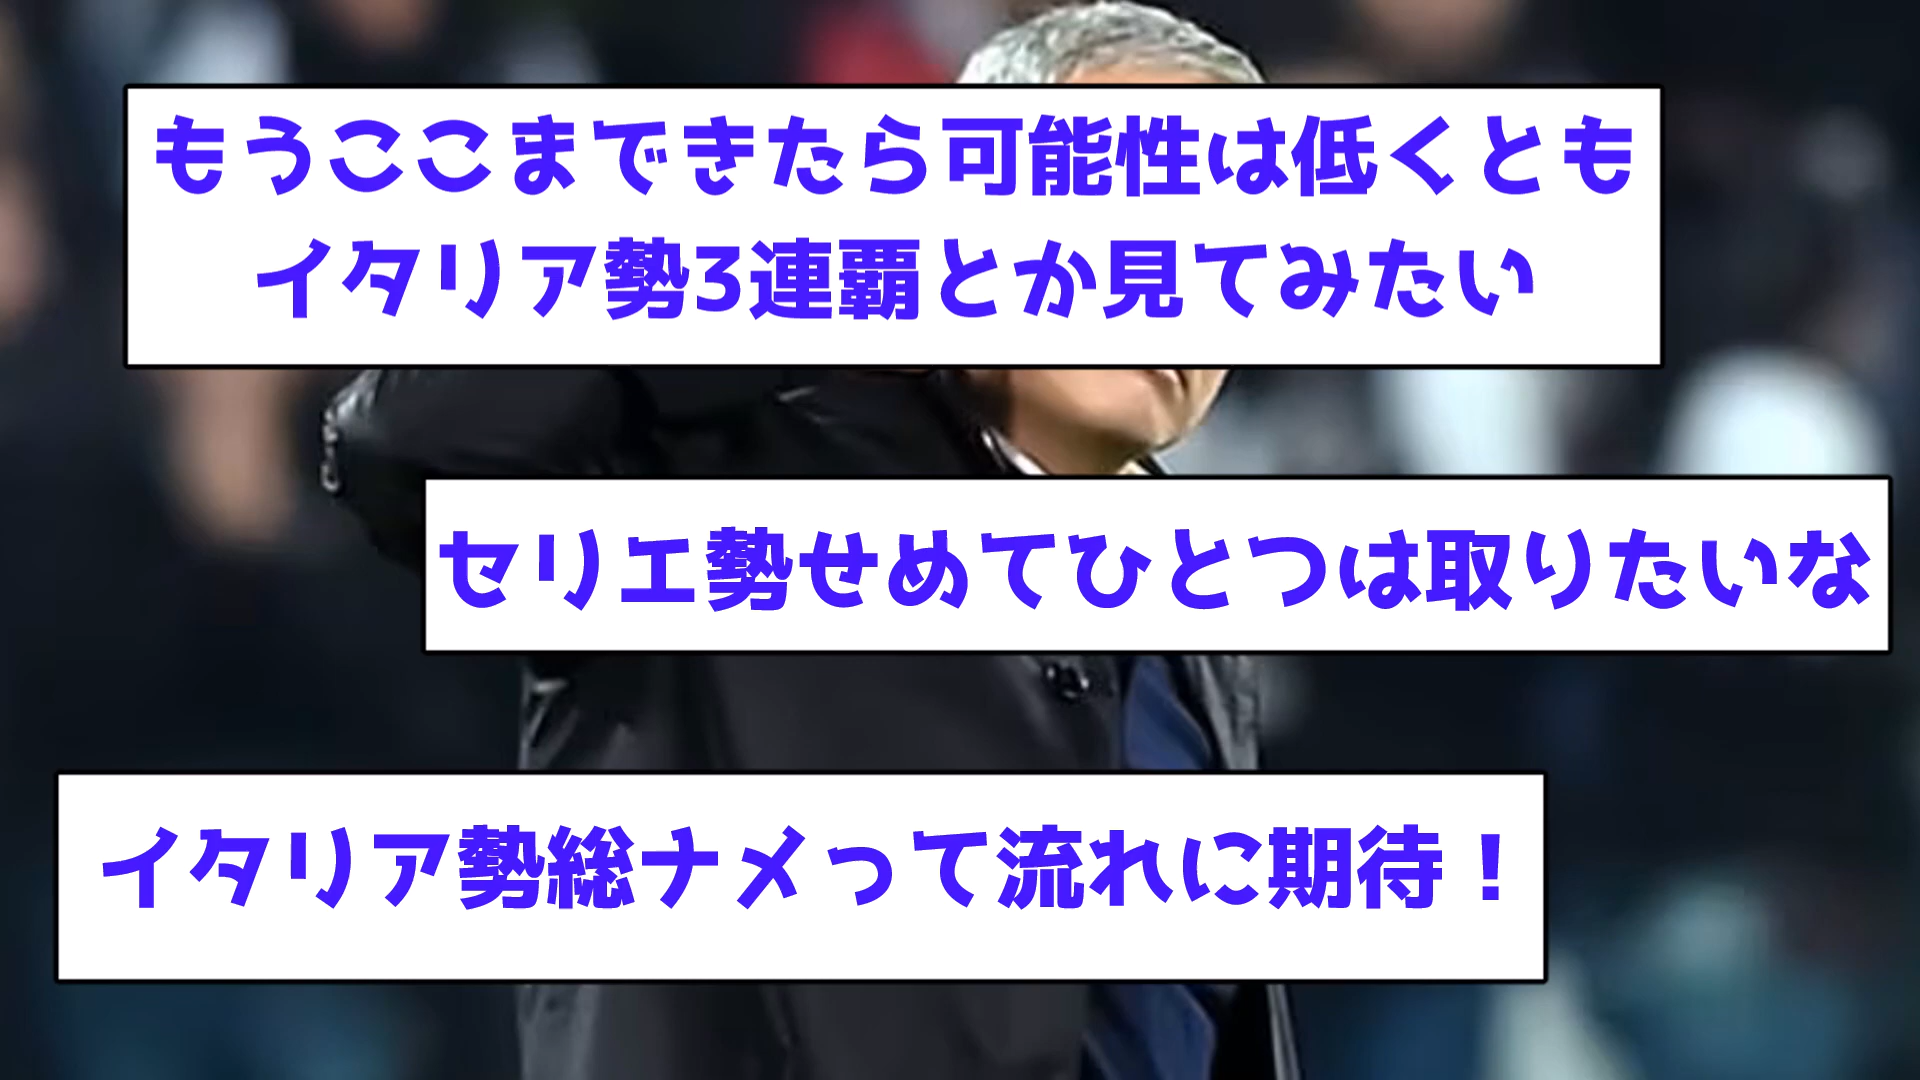 もうここまできたら可能性は低くとも
イタリア勢3連覇とか見てみたい
セリエ勢せめてひとつは取りたいな
イタリア勢総ナメって流れに期待！